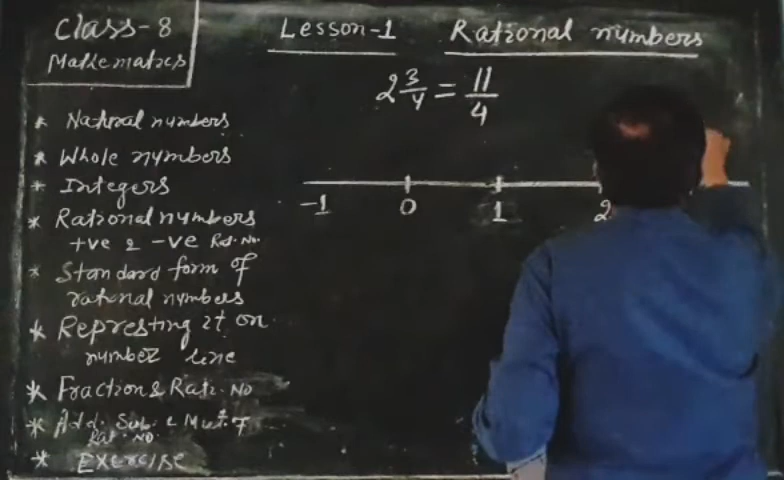 Class-8
Mathematics
Lesson-1 Rational numbers
2 3/4 = 11/4
-1 0 1 2
* Natural numbers
* Whole numbers
* Integers
* Rational numbers
+ve & -ve Rat. No.
* Standard form of
rational numbers
* Represting it on
number line
* Fraction & Rati. No
* Add. Sub. & Mult. of
Rat. No.
* Exercise